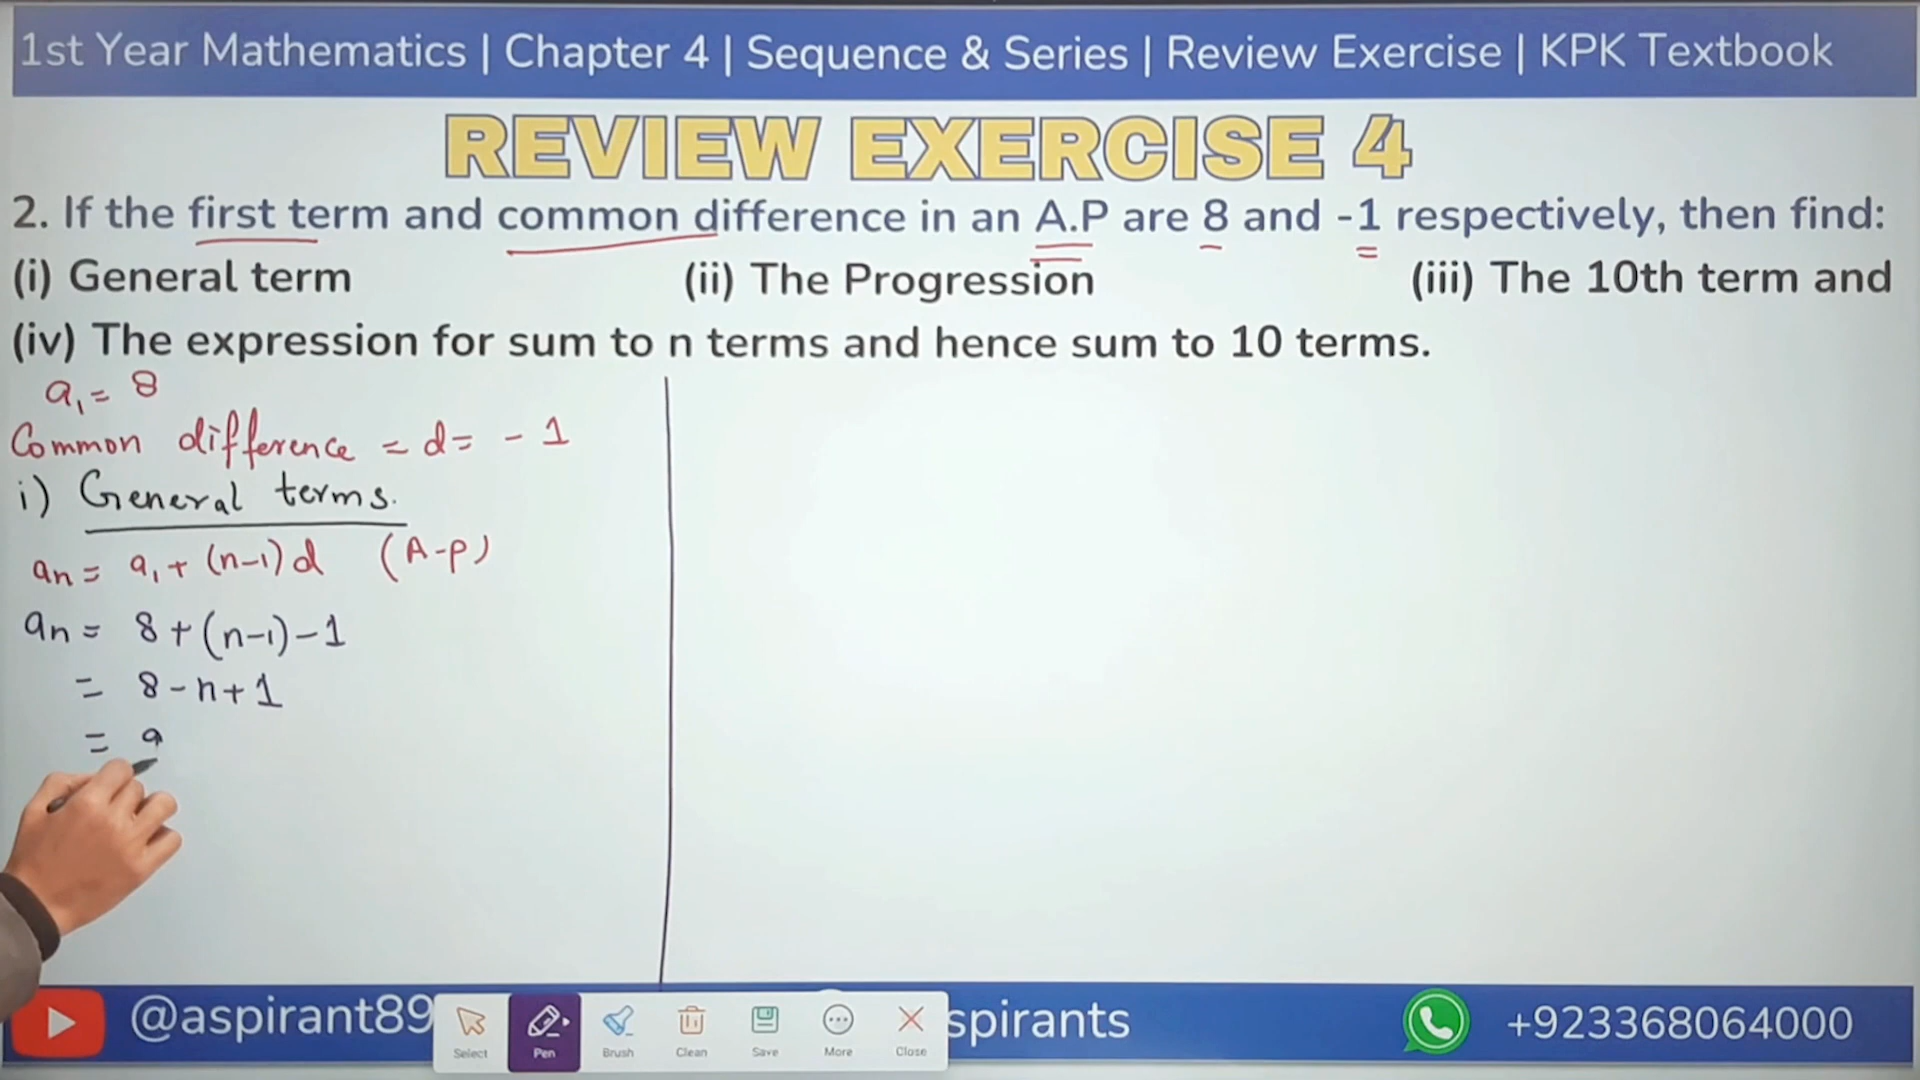 1st Year Mathematics | Chapter 4 | Sequence & Series | Review Exercise | KPK Textbook
REVIEW EXERCISE 4
2. If the first term and common difference in an A.P are 8 and -1 respectively, then find:
(i) General term (ii) The Progression (iii) The 10th term and
(iv) The expression for sum to n terms and hence sum to 10 terms.
a₁ = 8
Common difference = d = - 1
i) General terms.
an = a₁ + (n-1) d (A-P)
an = 8 + (n-1) - 1
= 8 - n + 1
= 9
@aspirant89
spirants
+923368064000
Select Pen Brush Clean Save More Close